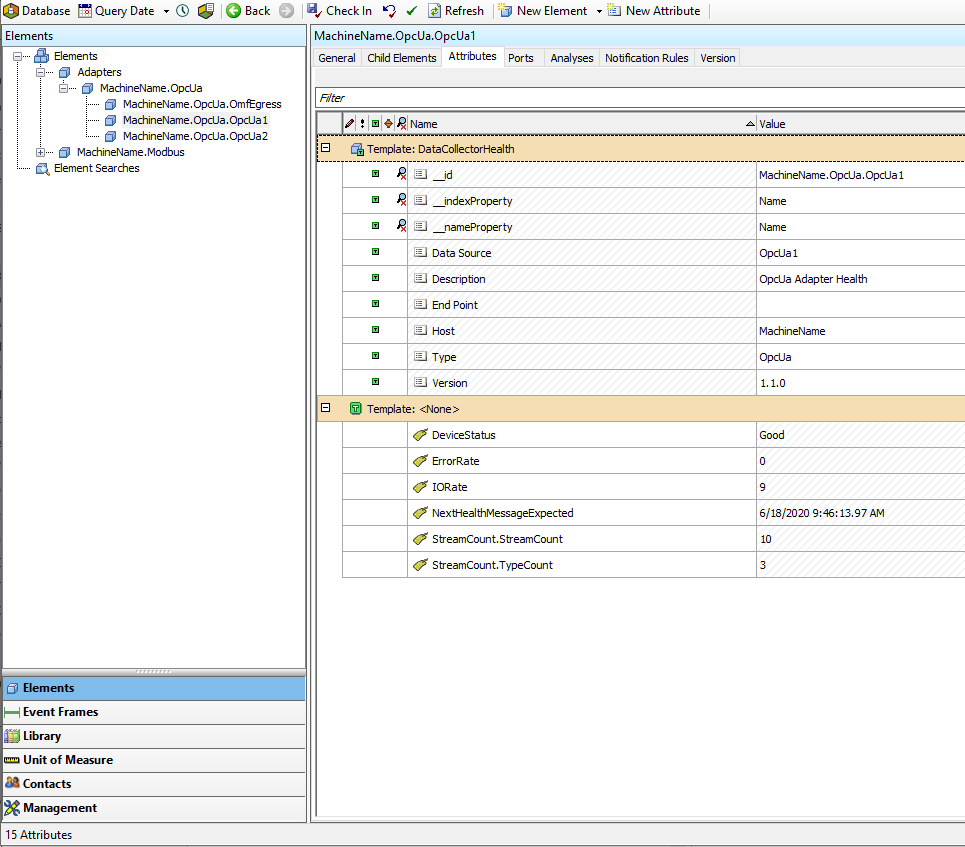 Database Query Date Back Check In Refresh New Element New Attribute
Elements
Elements
Adapters
MachineName.OpcUa
MachineName.OpcUa.OmfEgress
MachineName.OpcUa.OpcUa1
MachineName.OpcUa.OpcUa2
MachineName.Modbus
Element Searches
Elements
Event Frames
Library
Unit of Measure
Contacts
Management
MachineName.OpcUa.OpcUa1
General Child Elements Attributes Ports Analyses Notification Rules Version
Filter
Name Value
Template: DataCollectorHealth
__id MachineName.OpcUa.OpcUa1
__indexProperty Name
__nameProperty Name
Data Source OpcUa1
Description OpcUa Adapter Health
End Point
Host MachineName
Type OpcUa
Version 1.1.0
Template: <None>
DeviceStatus Good
ErrorRate 0
IORate 9
NextHealthMessageExpected 6/18/2020 9:46:13.97 AM
StreamCount.StreamCount 10
StreamCount.TypeCount 3
15 Attributes